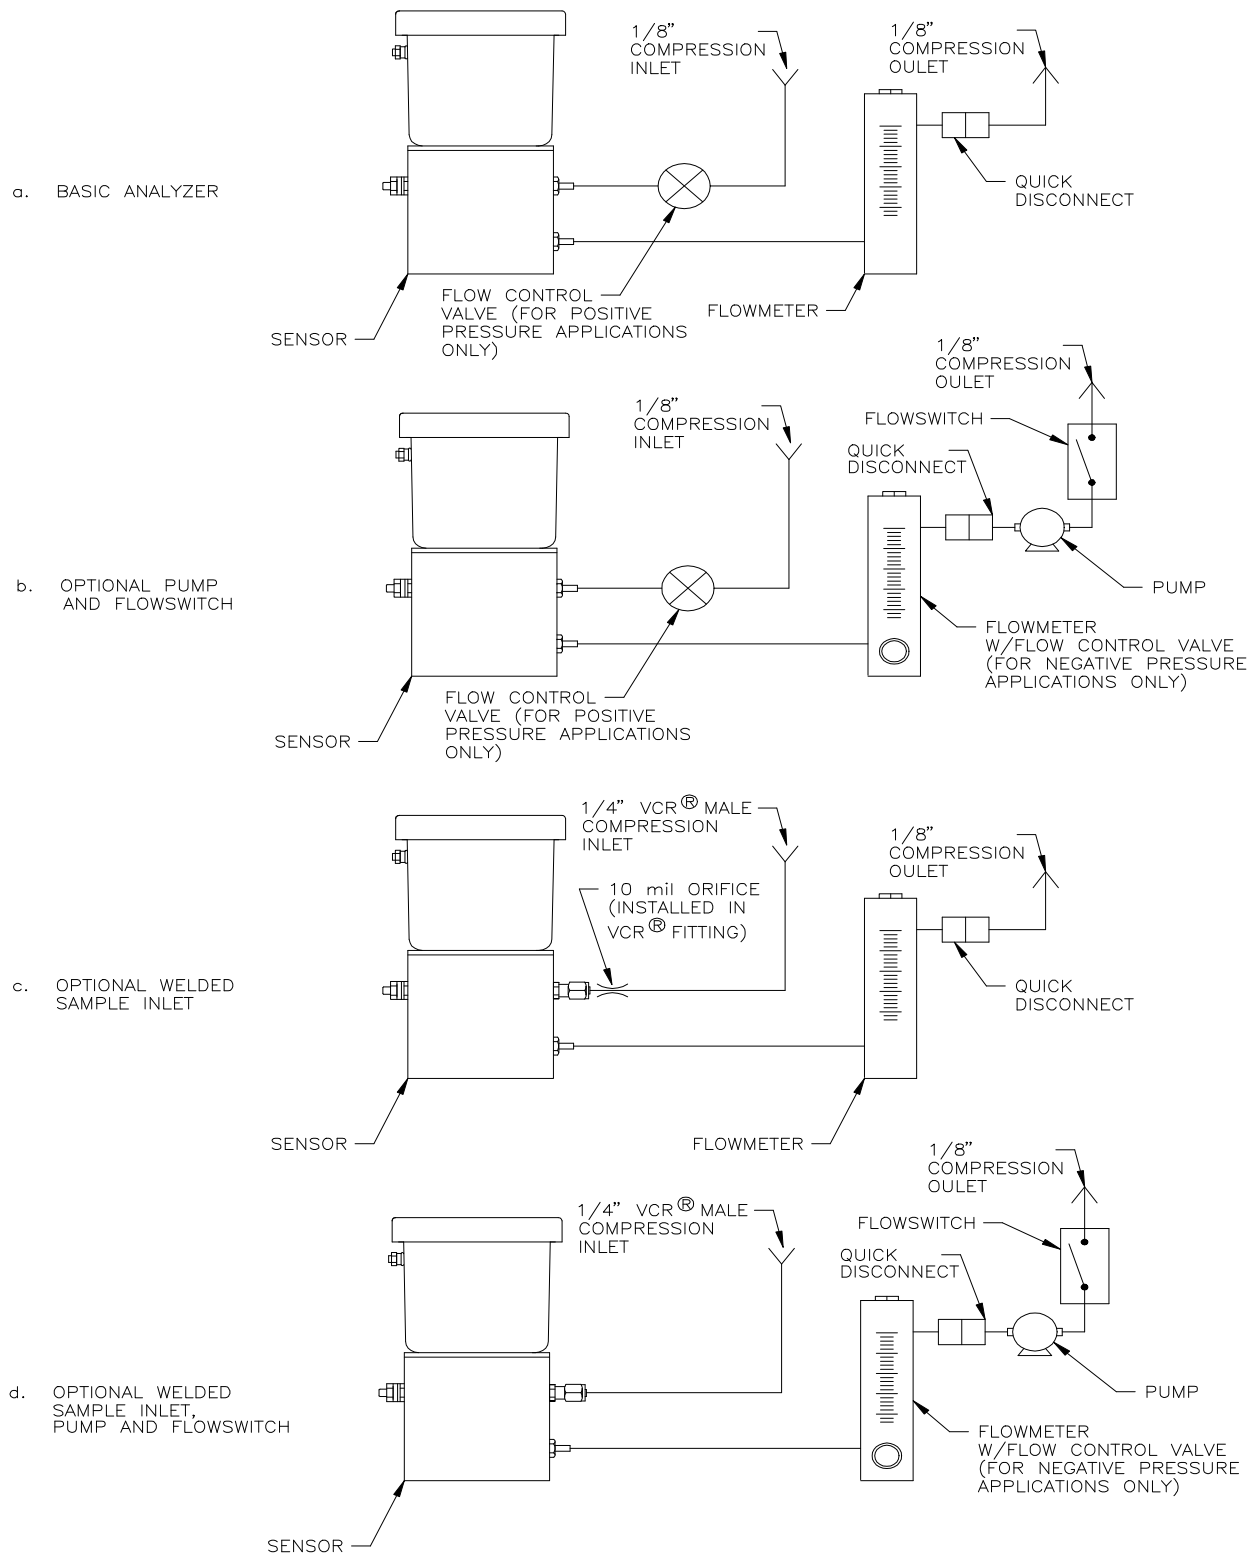 1/8"
COMPRESSION
INLET
1/8"
COMPRESSION
OULET
a. BASIC ANALYZER
QUICK
DISCONNECT
FLOW CONTROL
VALVE (FOR POSITIVE
PRESSURE APPLICATIONS
ONLY)
FLOWMETER
SENSOR
1/8"
COMPRESSION
OULET
1/8"
COMPRESSION
INLET
FLOWSWITCH
QUICK
DISCONNECT
b. OPTIONAL PUMP
AND FLOWSWITCH
PUMP
FLOWMETER
W/FLOW CONTROL VALVE
(FOR NEGATIVE PRESSURE
APPLICATIONS ONLY)
FLOW CONTROL
VALVE (FOR POSITIVE
PRESSURE APPLICATIONS
ONLY)
SENSOR
1/4" VCR® MALE
COMPRESSION
INLET
1/8"
COMPRESSION
OULET
10 mil ORIFICE
(INSTALLED IN
VCR® FITTING)
c. OPTIONAL WELDED
SAMPLE INLET
QUICK
DISCONNECT
SENSOR
FLOWMETER
1/8"
COMPRESSION
OULET
1/4" VCR® MALE
COMPRESSION
INLET
FLOWSWITCH
QUICK
DISCONNECT
d. OPTIONAL WELDED
SAMPLE INLET,
PUMP AND FLOWSWITCH
PUMP
FLOWMETER
W/FLOW CONTROL VALVE
(FOR NEGATIVE PRESSURE
APPLICATIONS ONLY)
SENSOR